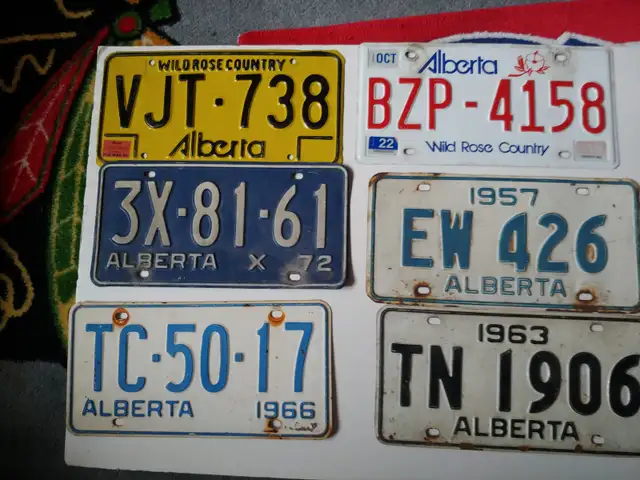 WILD ROSE COUNTRY
VJT·738
Alberta
OCT
Alberta
BZP-4158
22
Wild Rose Country
3X·81·61
ALBERTA X 72
1957
EW 426
ALBERTA
TC·50·17
ALBERTA 1966
1963
TN 1906
ALBERTA